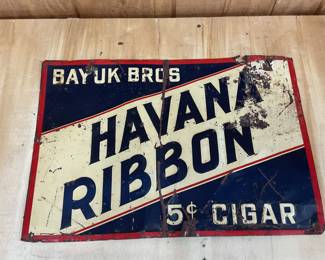 BAYUK BROS
HAVANA
RIBBON
5¢ CIGAR